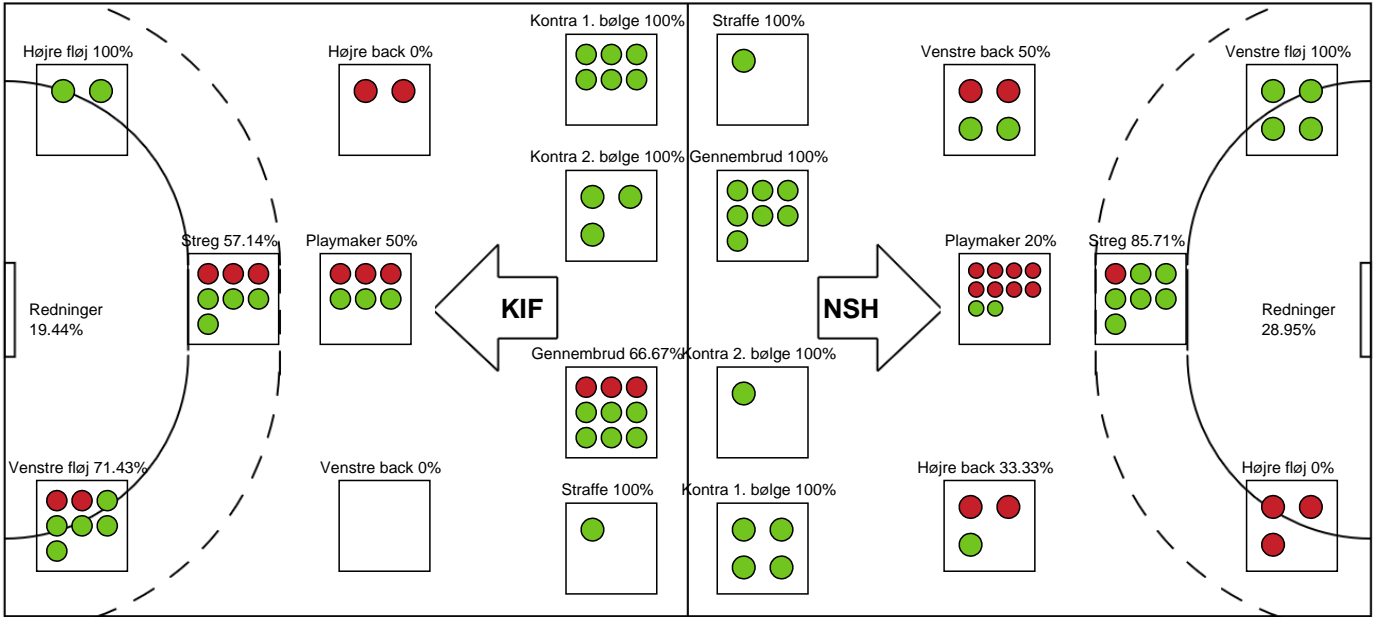 Kontra 1. bølge 100%
Straffe 100%
Højre fløj 100%
Højre back 0%
Venstre back 50%
Venstre fløj 100%
Kontra 2. bølge 100%
Gennembrud 100%
Streg 57.14%
Playmaker 50%
Playmaker 20%
Streg 85.71%
Redninger
19.44%
KIF
NSH
Redninger
28.95%
Gennembrud 66.67%
Kontra 2. bølge 100%
Venstre fløj 71.43%
Venstre back 0%
Straffe 100%
Kontra 1. bølge 100%
Højre back 33.33%
Højre fløj 0%